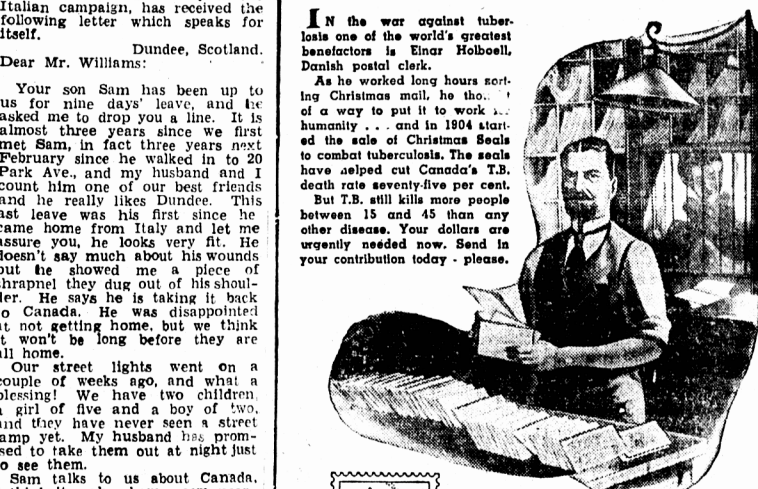 Italian campaign, has received the
following letter which speaks for
itself.
Dundee, Scotland.
Dear Mr. Williams:
Your son Sam has been up to
us for nine days' leave, and he
asked me to drop you a line. It is
almost three years since we first
met Sam, in fact three years next
February since he walked in to 20
Park Ave., and my husband and I
count him one of our best friends
and he really likes Dundee. This
ast leave was his first since he
came home from Italy and let me
assure you, he looks very fit. He
doesn't say much about his wounds
but he showed me a piece of
shrapnel they dug out of his shoul-
der. He says he is taking it back
to Canada. He was disappointed
at not getting home, but we think
it won't be long before they are
all home.
Our street lights went on a
couple of weeks ago, and what a
blessing! We have two children,
a girl of five and a boy of two,
and they have never seen a street
lamp yet. My husband has prom-
ised to take them out at night just
to see them.
Sam talks to us about Canada,
IN the war against tuber-
losis one of the world's greatest
benefactors is Einar Holboell,
Danish postal clerk.
As he worked long hours sort-
ing Christmas mail, he
of a way to put it to work
humanity . . . and in 1904 start-
ed the sale of Christmas Seals
to combat tuberculosis. The seals
have helped cut Canada's T.B.
death rate seventy-five per cent.
But T.B. still kills more people
between 15 and 45 than any
other disease. Your dollars are
urgently needed now. Send in
your contribution today - please.